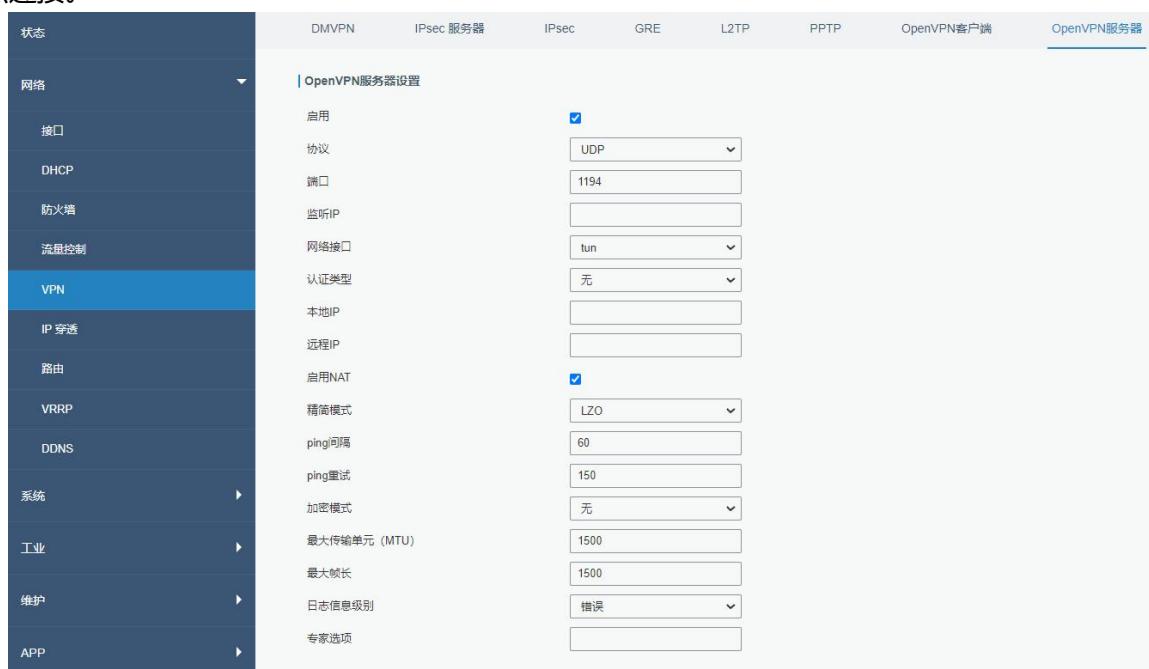 状态
网络
接口
DHCP
防火墙
流量控制
VPN
IP 穿透
路由
VRRP
DDNS
系统
工业
维护
APP
DMVPN IPsec 服务器 IPsec GRE L2TP PPTP OpenVPN客户端 OpenVPN服务器
OpenVPN服务器设置
启用
协议 UDP
端口 1194
监听IP
网络接口 tun
认证类型 无
本地IP
远程IP
启用NAT
精简模式 LZO
ping间隔 60
ping重试 150
加密模式 无
最大传输单元（MTU） 1500
最大帧长 1500
日志信息级别 错误
专家选项